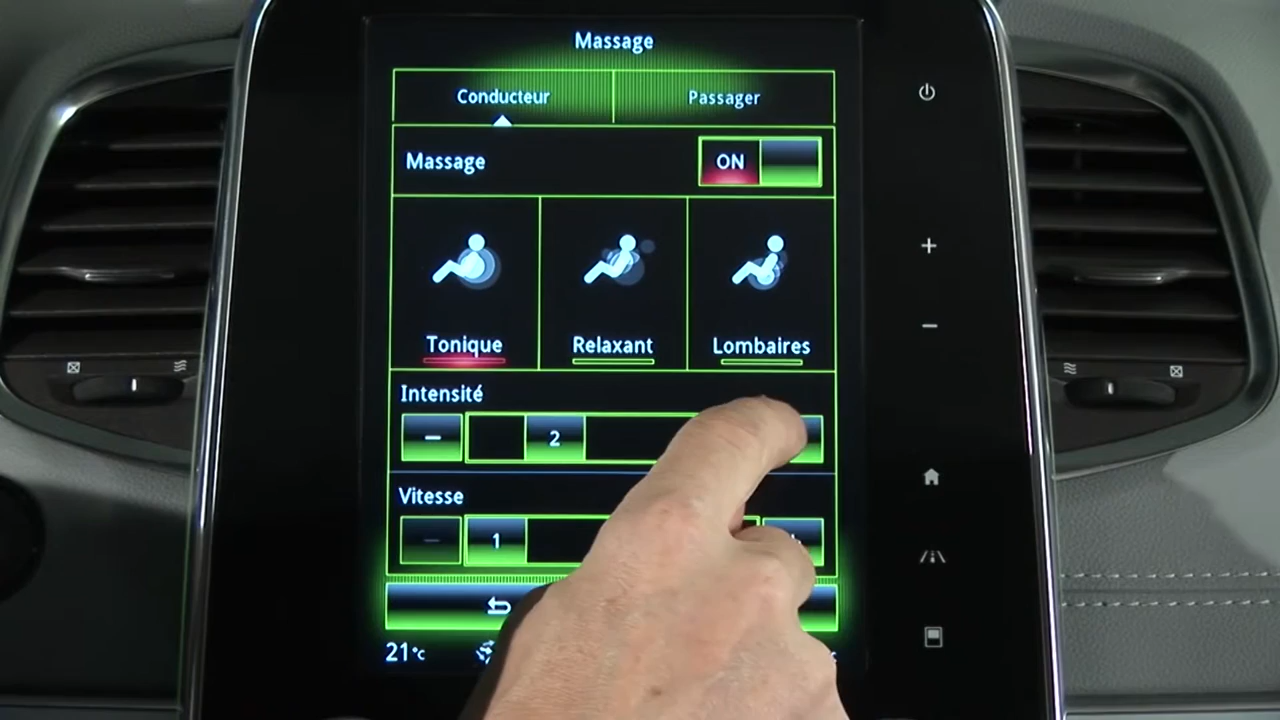 Massage
Conducteur Passager
Massage ON
Tonique Relaxant Lombaires
Intensité
− 2
Vitesse
− 1
+
−
21°C